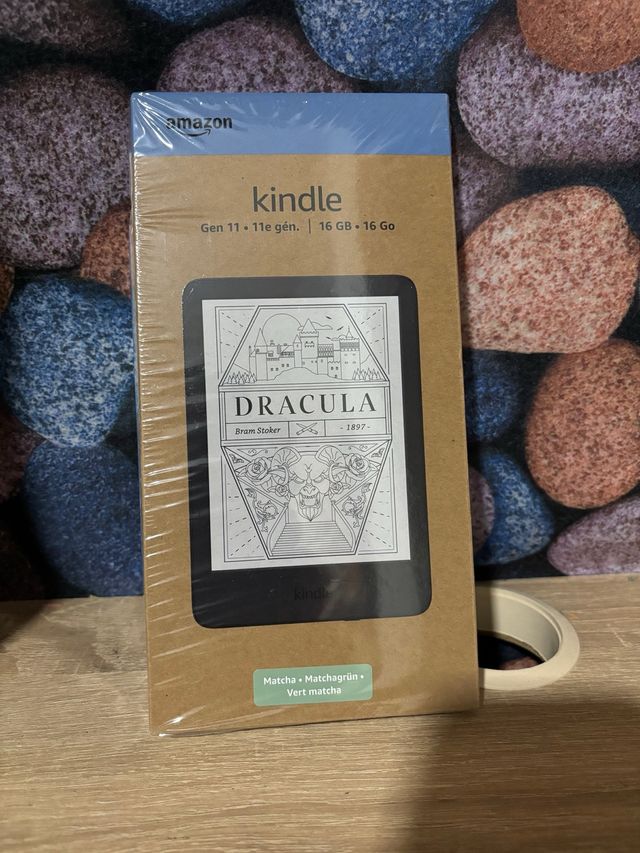 amazon
kindle
Gen 11 • 11e gén. | 16 GB • 16 Go
DRACULA
Bram Stoker
- 1897 -
kindle
Matcha • Matchagrün •
Vert matcha